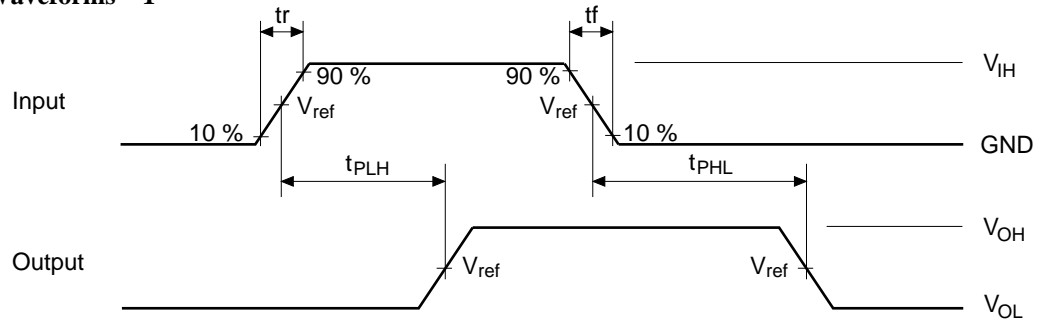 Waveforms – 1
tr
tf
90 %
90 %
V_IH
Input
V_ref
V_ref
10 %
10 %
GND
t_PLH
t_PHL
V_OH
Output
V_ref
V_ref
V_OL